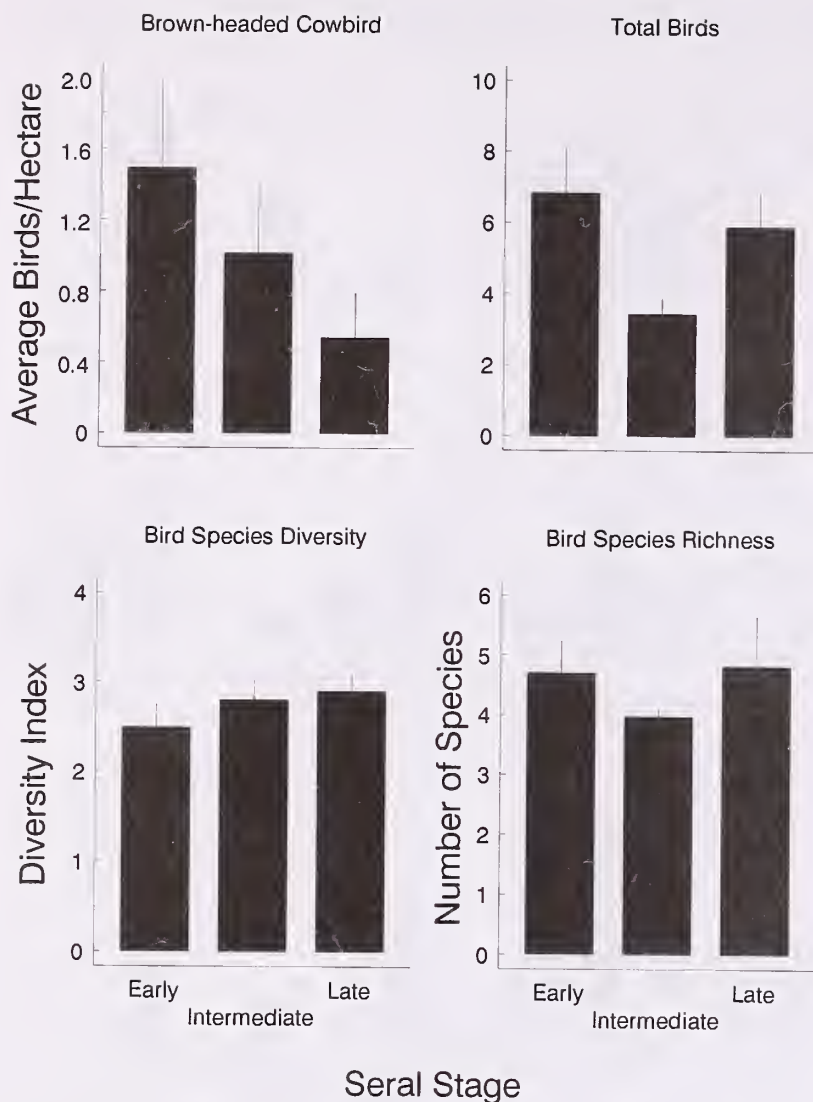 Brown-headed Cowbird
Total Birds
Average Birds/Hectare
2.0
1.6
1.2
0.8
0.4
0
10
8
6
4
2
0
Bird Species Diversity
Bird Species Richness
Diversity Index
4
3
2
1
0
Number of Species
6
5
4
3
2
1
0
Early
Intermediate
Late
Early
Intermediate
Late
Seral Stage